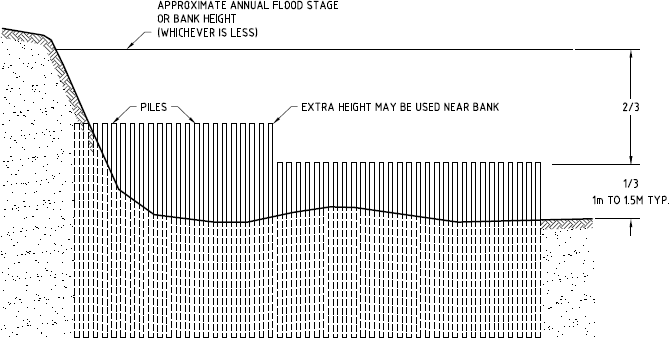 APPROXIMATE ANNUAL FLOOD STAGE
OR BANK HEIGHT
(WHICHEVER IS LESS)
PILES
EXTRA HEIGHT MAY BE USED NEAR BANK
2/3
1/3
1m TO 1.5M TYP.